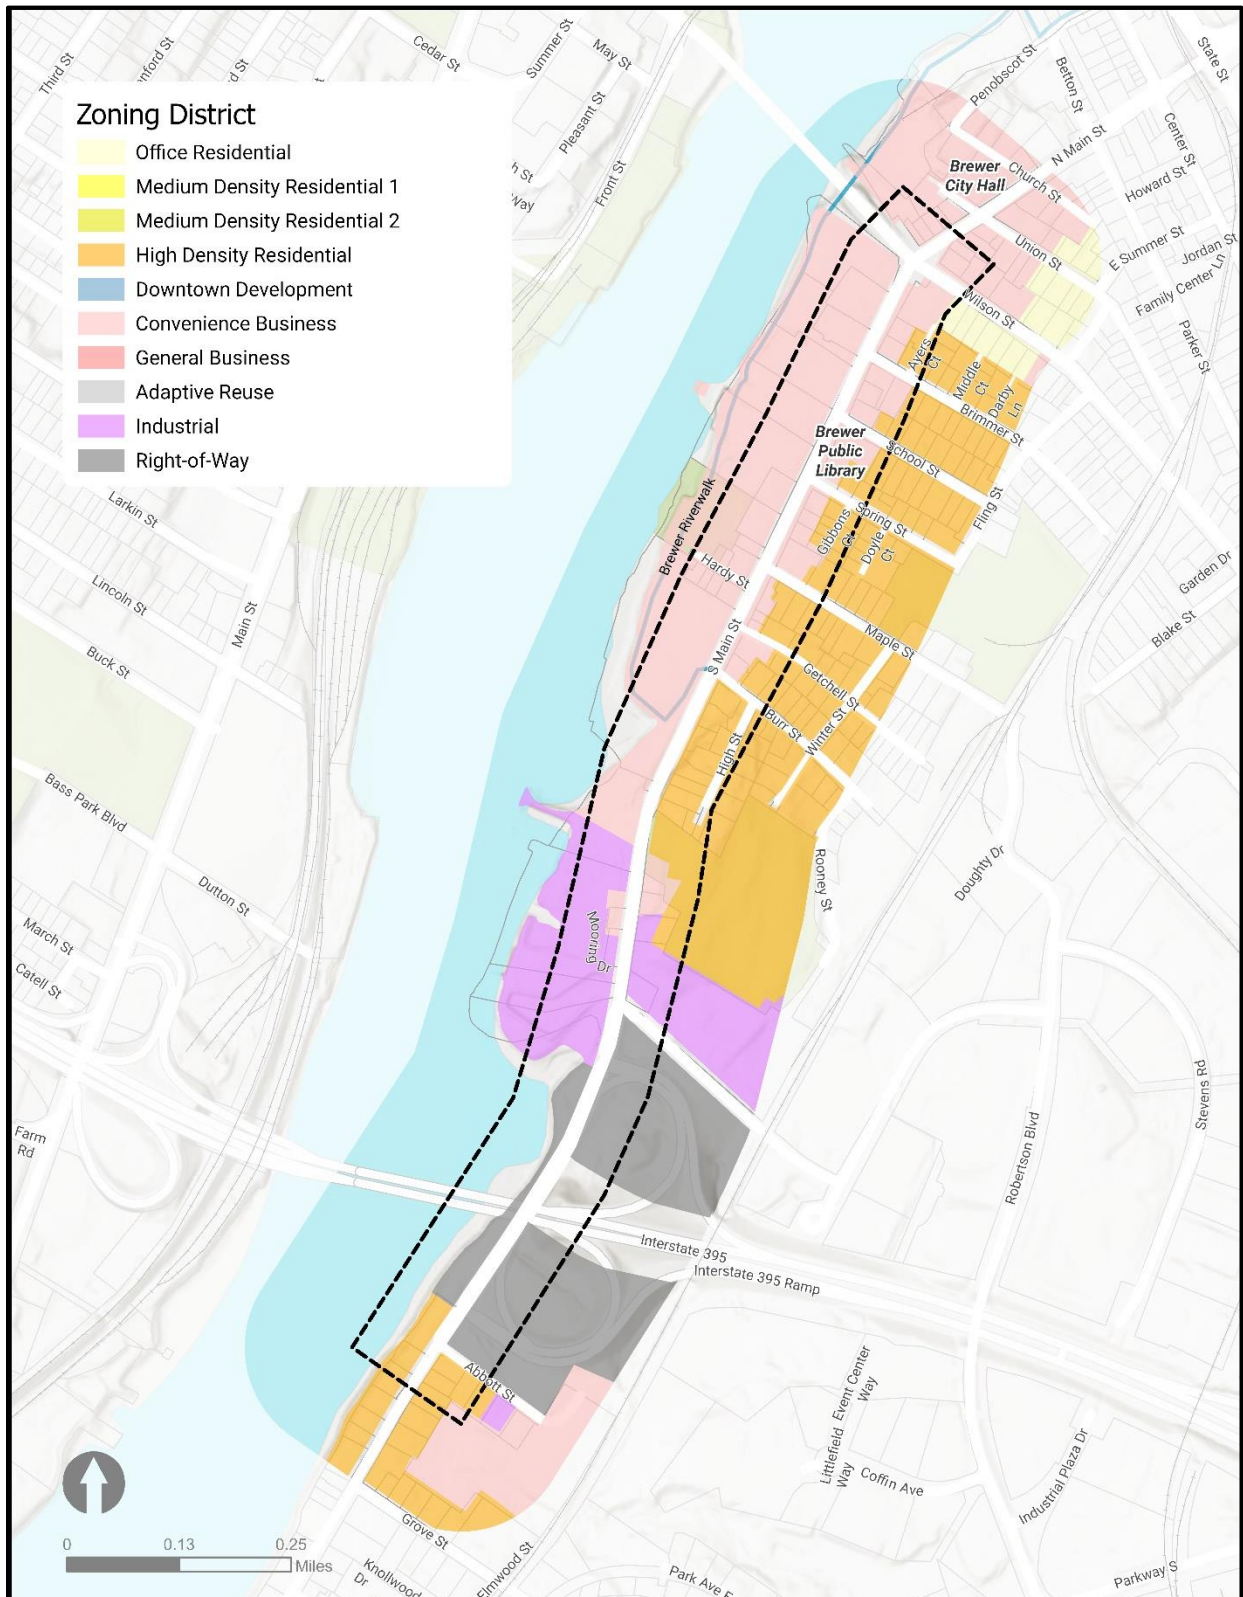 Third St
Cedar St
Summer St
May St
Pleasant St
Front St
Way
State St
Penobscot St
Betton St
Center St
N Main St
Howard St
Zoning District
Office Residential
Medium Density Residential 1
Medium Density Residential 2
High Density Residential
Downtown Development
Convenience Business
General Business
Adaptive Reuse
Industrial
Right-of-Way
Brewer
City Hall
Church St
Union St
E Summer St
Jordan St
Family Center Ln
Wilson St
Parker St
Ayers
Ct
Middle
Ct
Darby
Ln
Brimmer St
Brewer
Public
Library
School St
Fling St
Spring St
Gibbons
Ct
Doyle
Ct
Brewer Riverwalk
Hardy St
Garden Dr
Blake St
Maple St
S Main St
Getchell St
Burr St
Winter St
High St
Larkin St
Lincoln St
Main St
Buck St
Bass Park Blvd
Dutton St
March St
Catell St
Rooney St
Doughty Dr
Mooring
Dr
Stevens Rd
Robertson Blvd
Farm
Rd
Interstate 395
Interstate 395 Ramp
Abbott St
Littlefield Event Center
Way
Way
Coffin Ave
Industrial Plaza Dr
Grove St
Knollwood
Dr
Elmwood St
Parkway S
0 0.13 0.25
Miles